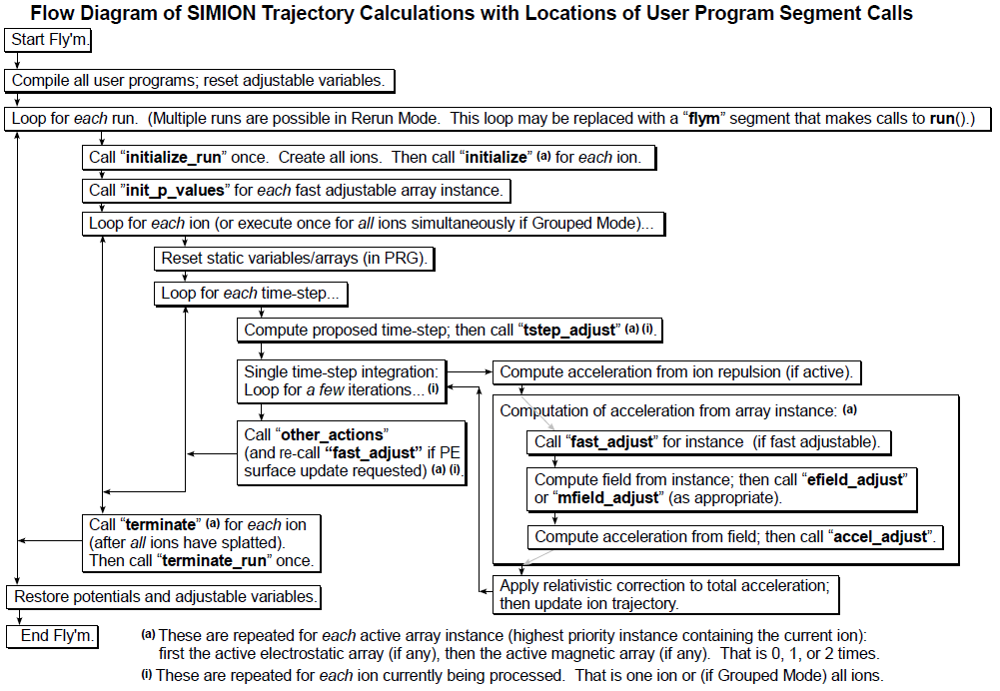 Flow Diagram of SIMION Trajectory Calculations with Locations of User Program Segment Calls
Start Fly'm.
Compile all user programs; reset adjustable variables.
Loop for each run. (Multiple runs are possible in Rerun Mode. This loop may be replaced with a “flym” segment that makes calls to run().)
Call “initialize_run” once. Create all ions. Then call “initialize” (a) for each ion.
Call ”init_p_values” for each fast adjustable array instance.
Loop for each ion (or execute once for all ions simultaneously if Grouped Mode)...
Reset static variables/arrays (in PRG).
Loop for each time-step...
Compute proposed time-step; then call “tstep_adjust” (a) (i).
Single time-step integration:
Loop for a few iterations... (i)
Compute acceleration from ion repulsion (if active).
Computation of acceleration from array instance: (a)
Call “fast_adjust” for instance (if fast adjustable).
Compute field from instance; then call “efield_adjust”
or “mfield_adjust” (as appropriate).
Compute acceleration from field; then call “accel_adjust”.
Apply relativistic correction to total acceleration;
then update ion trajectory.
Call “other_actions”
(and re-call “fast_adjust” if PE
surface update requested) (a) (i).
Call “terminate” (a) for each ion
(after all ions have splatted).
Then call “terminate_run” once.
Restore potentials and adjustable variables.
End Fly'm.
(a) These are repeated for each active array instance (highest priority instance containing the current ion):
first the active electrostatic array (if any), then the active magnetic array (if any). That is 0, 1, or 2 times.
(i) These are repeated for each ion currently being processed. That is one ion or (if Grouped Mode) all ions.